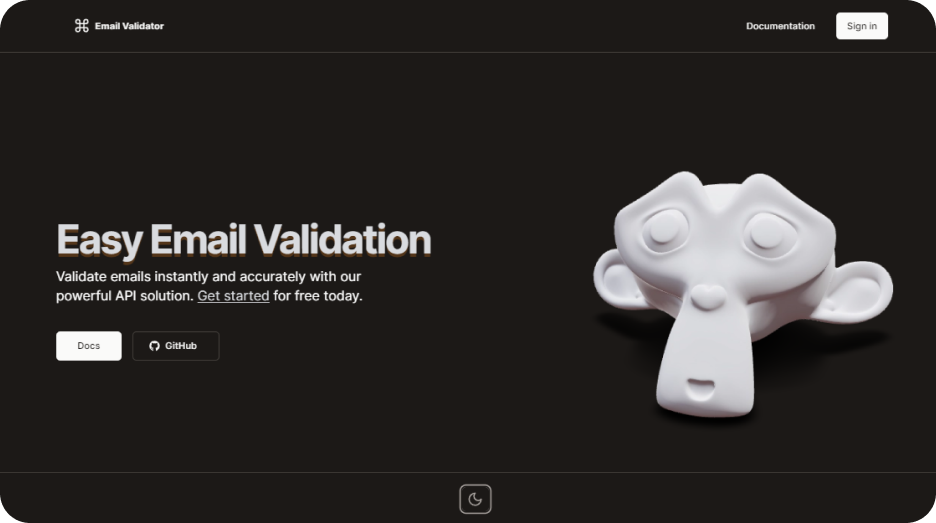 Email Validator
Documentation
Sign in
Easy Email Validation
Validate emails instantly and accurately with our
powerful API solution. Get started for free today.
Docs
GitHub